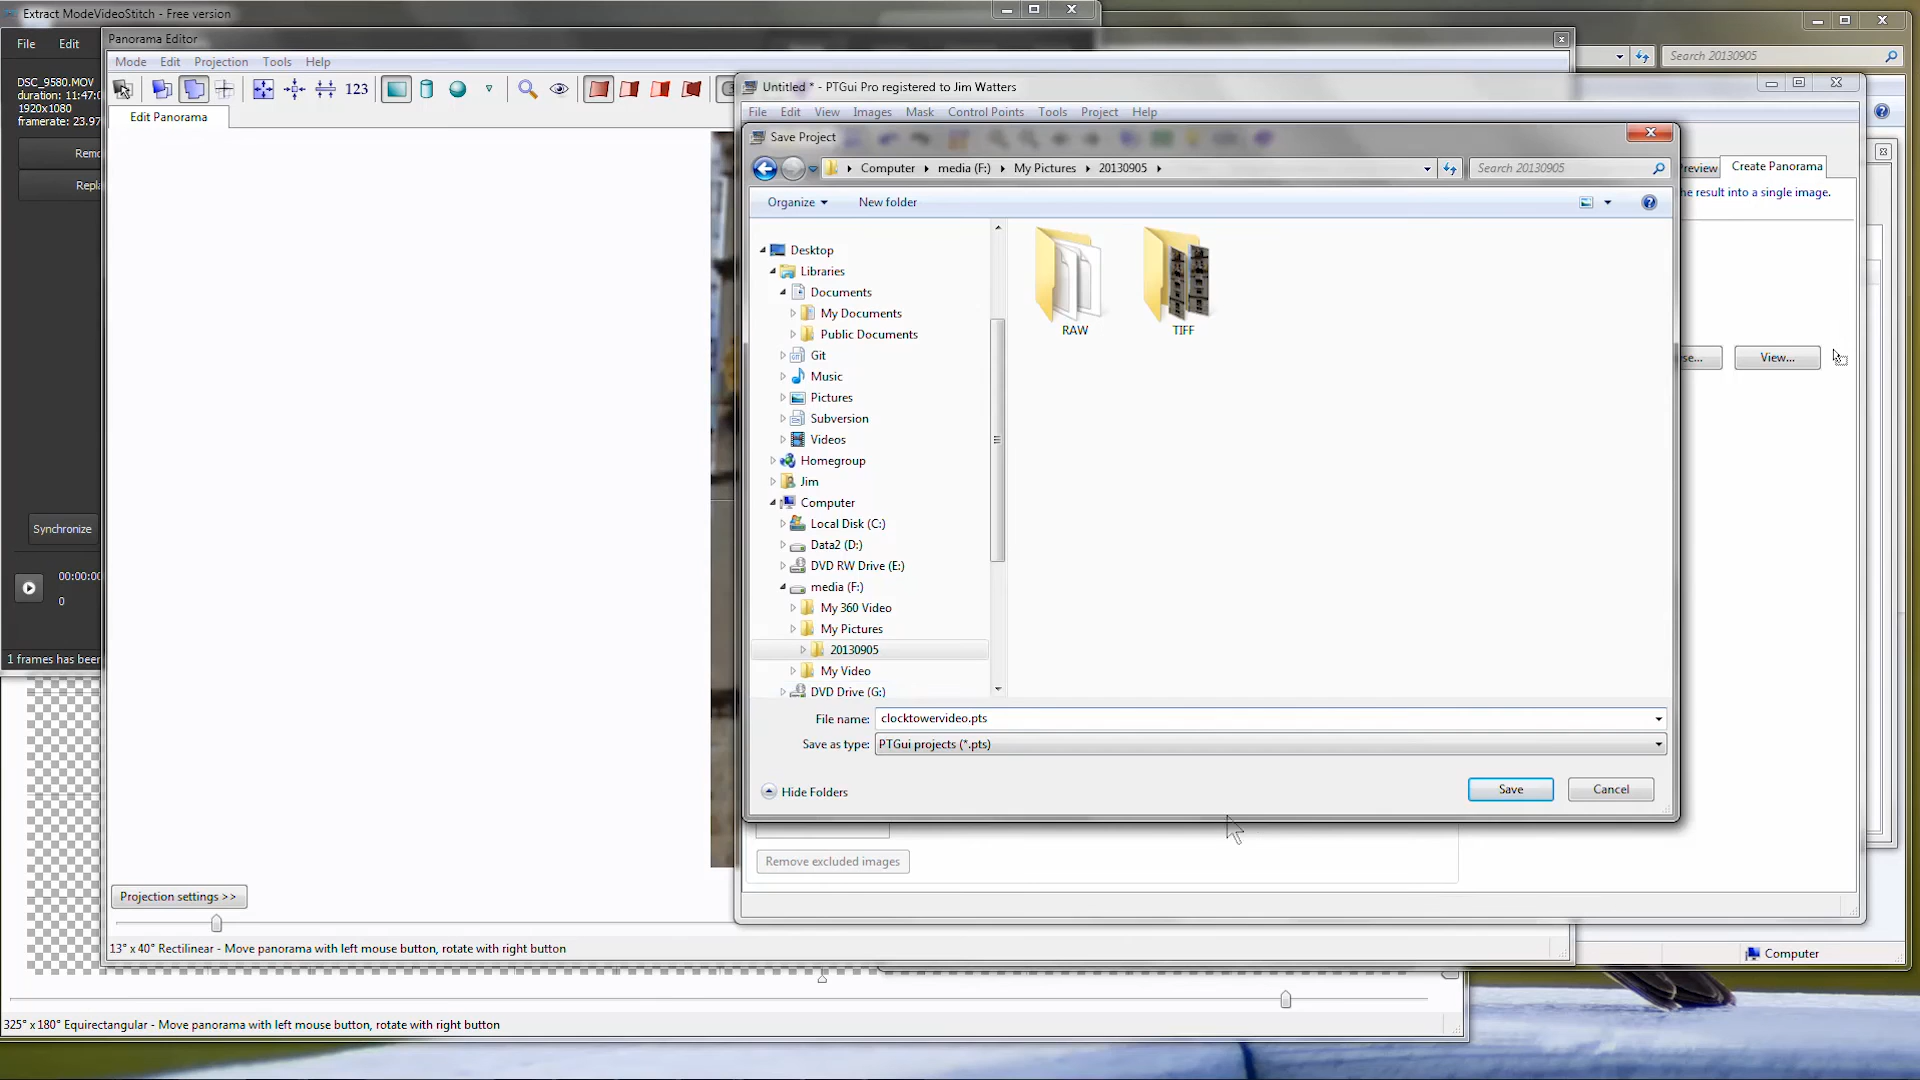 Extract ModeVideoStitch - Free version
File Edit
DSC_9580.MOV
duration: 11:47:0
1920x1080
framerate: 23.97
Remo
Repla
Synchronize
00:00:00
0
1 frames has been
Panorama Editor
Mode Edit Projection Tools Help
123
Edit Panorama
Projection settings >>
13° x 40° Rectilinear - Move panorama with left mouse button, rotate with right button
325° x 180° Equirectangular - Move panorama with left mouse button, rotate with right button
Search 20130905
Untitled * - PTGui Pro registered to Jim Watters
File Edit View Images Mask Control Points Tools Project Help
Preview Create Panorama
he result into a single image.
se... View...
Remove excluded images
Computer
Save Project
Computer media (F:) My Pictures 20130905
Search 20130905
Organize New folder
Desktop
Libraries
Documents
My Documents
Public Documents
Git
Music
Pictures
Subversion
Videos
Homegroup
Jim
Computer
Local Disk (C:)
Data2 (D:)
DVD RW Drive (E:)
media (F:)
My 360 Video
My Pictures
20130905
My Video
DVD Drive (G:)
RAW TIFF
File name: clocktowervideo.pts
Save as type: PTGui projects (*.pts)
Hide Folders
Save Cancel